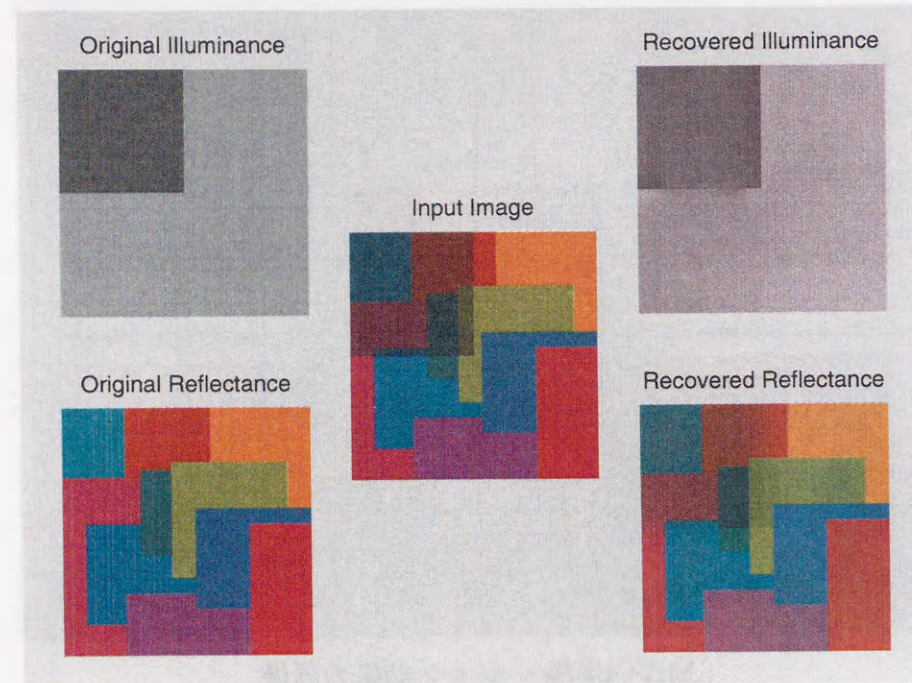 Original Illuminance
Recovered Illuminance
Input Image
Original Reflectance
Recovered Reflectance